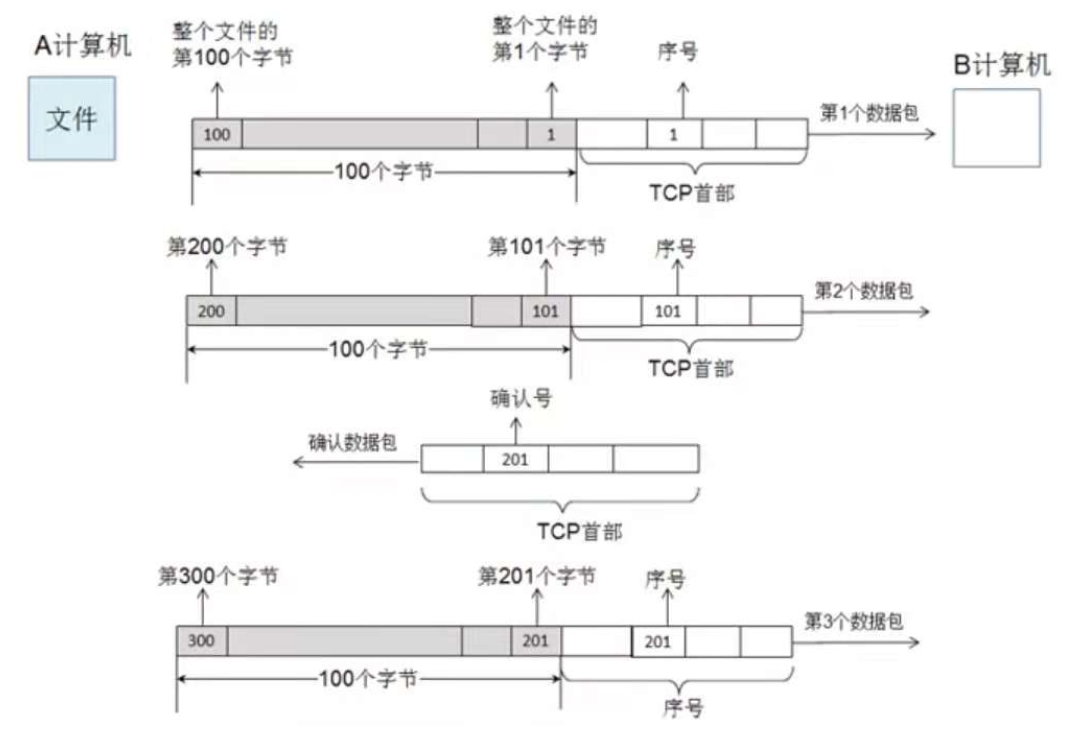 A计算机
文件
B计算机
整个文件的
第100个字节
整个文件的
第1个字节
序号
100
1
1
第1个数据包
100个字节
TCP首部
第200个字节
第101个字节
序号
200
101
101
第2个数据包
100个字节
TCP首部
确认号
确认数据包
201
TCP首部
第300个字节
第201个字节
序号
300
201
201
第3个数据包
100个字节
序号